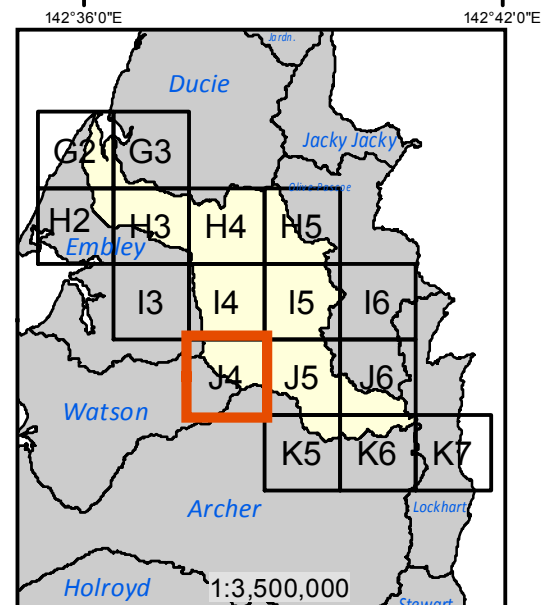 142°36'0"E 142°42'0"E
Jardn.
Ducie
Jacky Jacky
G2 G3
Olive Pascoe
H2 H3 H4 H5
Embley
I3 I4 I5 I6
J4 J5 J6
Watson
K5 K6 K7
Archer
Lockhart
Holroyd 1:3,500,000
Stewart